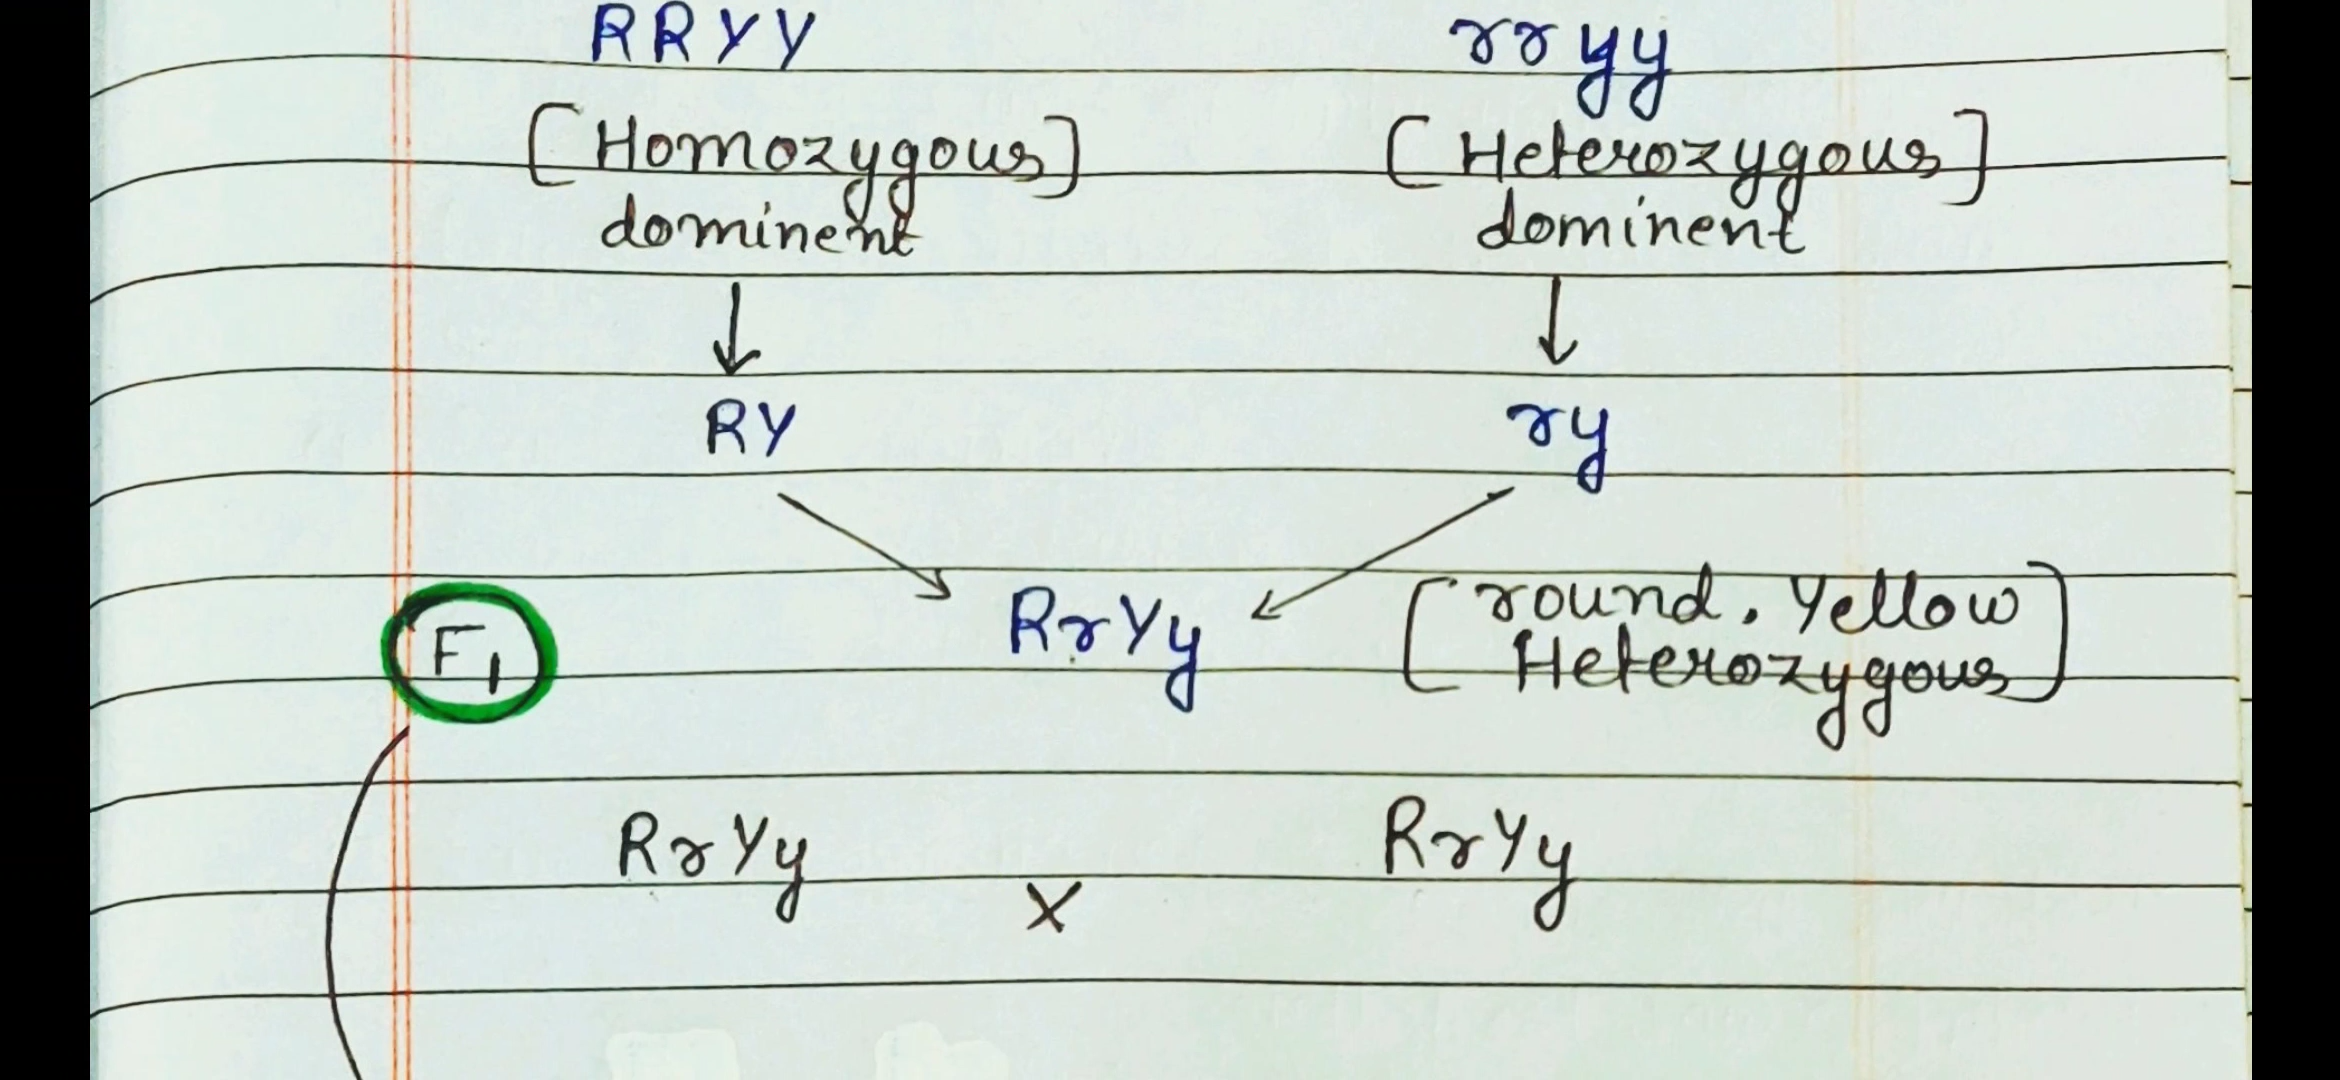 RRYY rryy
[Homozygous] [Heterozygous]
dominent dominent
RY ry
F1 RrYy [round, Yellow
Heterozygous]
RrYy x RrYy